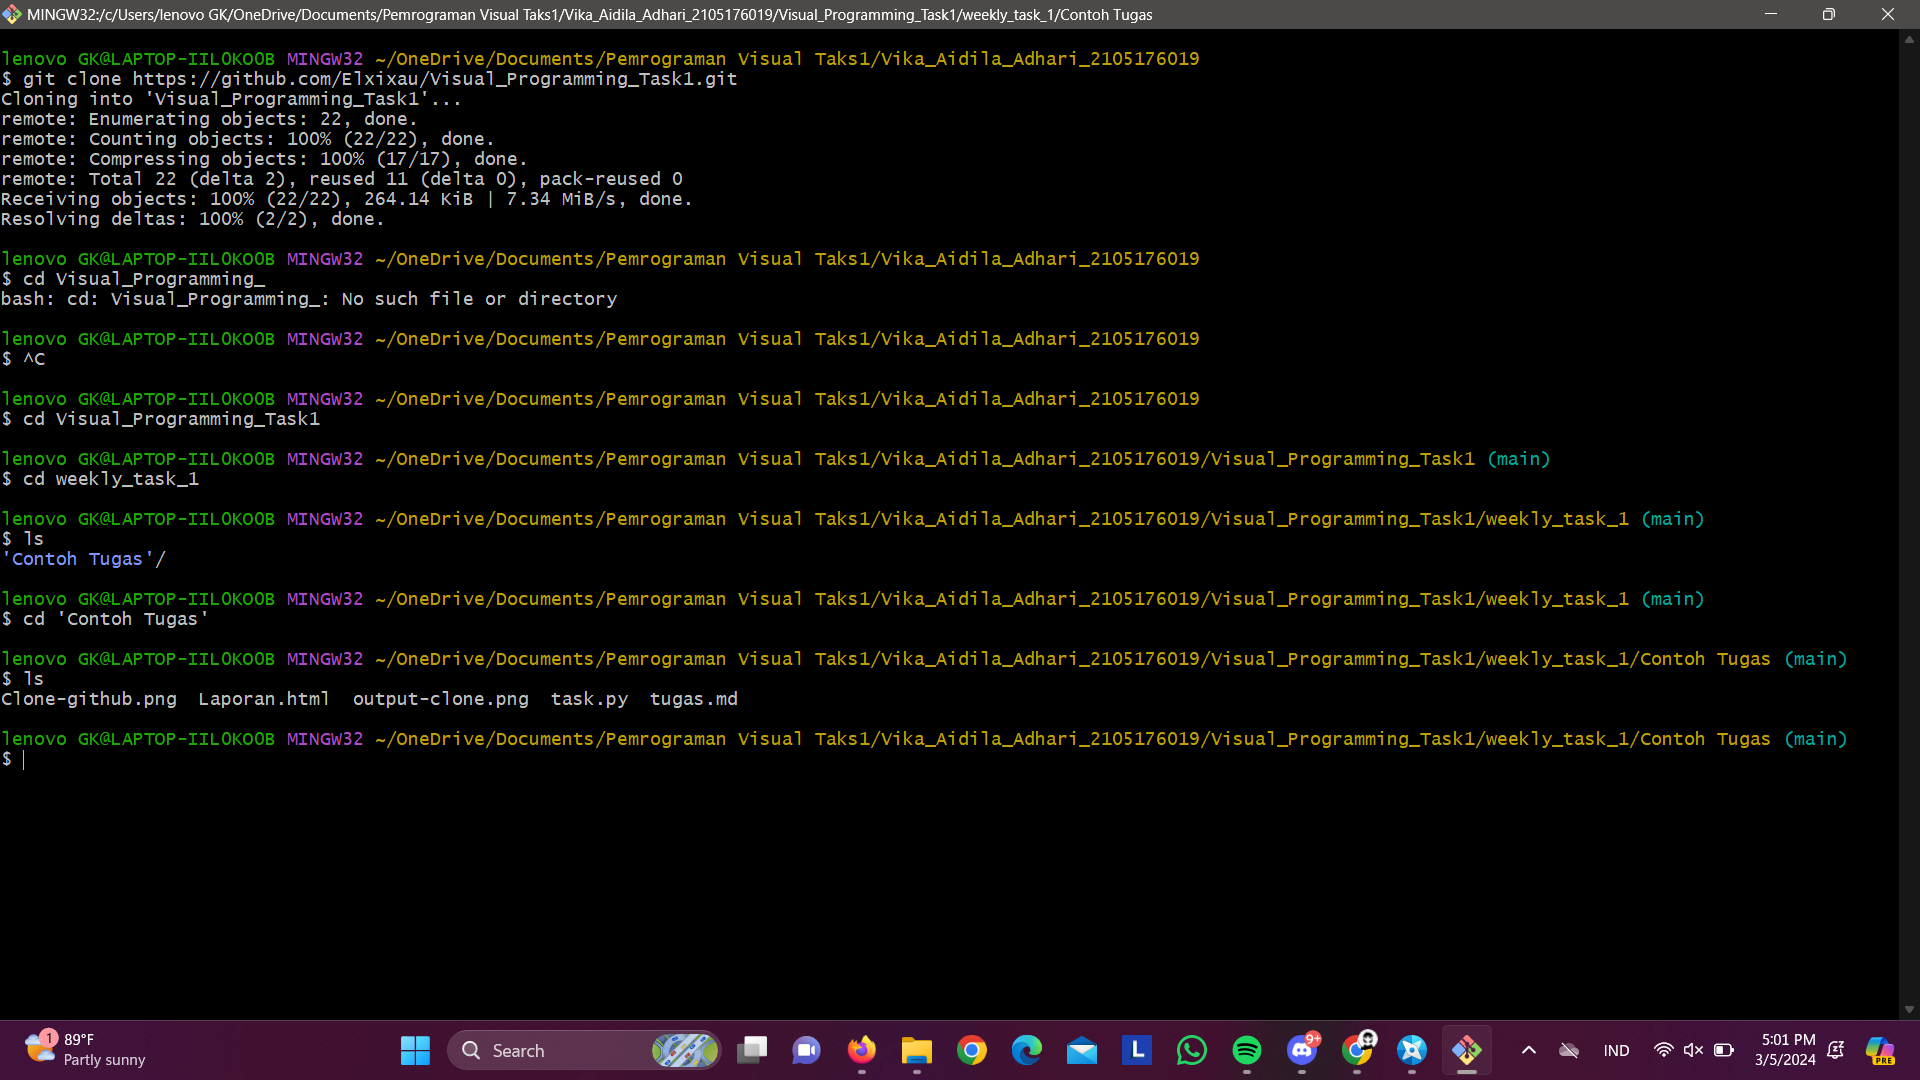 MINGW32:/c/Users/lenovo GK/OneDrive/Documents/Pemrograman Visual Taks1/Vika_Aidila_Adhari_2105176019/Visual_Programming_Task1/weekly_task_1/Contoh Tugas
lenovo GK@LAPTOP-IIL0KO0B MINGW32 ~/OneDrive/Documents/Pemrograman Visual Taks1/Vika_Aidila_Adhari_2105176019
$ git clone https://github.com/Elxixau/Visual_Programming_Task1.git
Cloning into 'Visual_Programming_Task1'...
remote: Enumerating objects: 22, done.
remote: Counting objects: 100% (22/22), done.
remote: Compressing objects: 100% (17/17), done.
remote: Total 22 (delta 2), reused 11 (delta 0), pack-reused 0
Receiving objects: 100% (22/22), 264.14 KiB | 7.34 MiB/s, done.
Resolving deltas: 100% (2/2), done.
lenovo GK@LAPTOP-IIL0KO0B MINGW32 ~/OneDrive/Documents/Pemrograman Visual Taks1/Vika_Aidila_Adhari_2105176019
$ cd Visual_Programming_
bash: cd: Visual_Programming_: No such file or directory
lenovo GK@LAPTOP-IIL0KO0B MINGW32 ~/OneDrive/Documents/Pemrograman Visual Taks1/Vika_Aidila_Adhari_2105176019
$ ^C
lenovo GK@LAPTOP-IIL0KO0B MINGW32 ~/OneDrive/Documents/Pemrograman Visual Taks1/Vika_Aidila_Adhari_2105176019
$ cd Visual_Programming_Task1
lenovo GK@LAPTOP-IIL0KO0B MINGW32 ~/OneDrive/Documents/Pemrograman Visual Taks1/Vika_Aidila_Adhari_2105176019/Visual_Programming_Task1 (main)
$ cd weekly_task_1
lenovo GK@LAPTOP-IIL0KO0B MINGW32 ~/OneDrive/Documents/Pemrograman Visual Taks1/Vika_Aidila_Adhari_2105176019/Visual_Programming_Task1/weekly_task_1 (main)
$ ls
'Contoh Tugas'/
lenovo GK@LAPTOP-IIL0KO0B MINGW32 ~/OneDrive/Documents/Pemrograman Visual Taks1/Vika_Aidila_Adhari_2105176019/Visual_Programming_Task1/weekly_task_1 (main)
$ cd 'Contoh Tugas'
lenovo GK@LAPTOP-IIL0KO0B MINGW32 ~/OneDrive/Documents/Pemrograman Visual Taks1/Vika_Aidila_Adhari_2105176019/Visual_Programming_Task1/weekly_task_1/Contoh Tugas (main)
$ ls
Clone-github.png Laporan.html output-clone.png task.py tugas.md
lenovo GK@LAPTOP-IIL0KO0B MINGW32 ~/OneDrive/Documents/Pemrograman Visual Taks1/Vika_Aidila_Adhari_2105176019/Visual_Programming_Task1/weekly_task_1/Contoh Tugas (main)
$
1
89°F
Partly sunny
Search
L
9+
IND
5:01 PM
3/5/2024
PRE